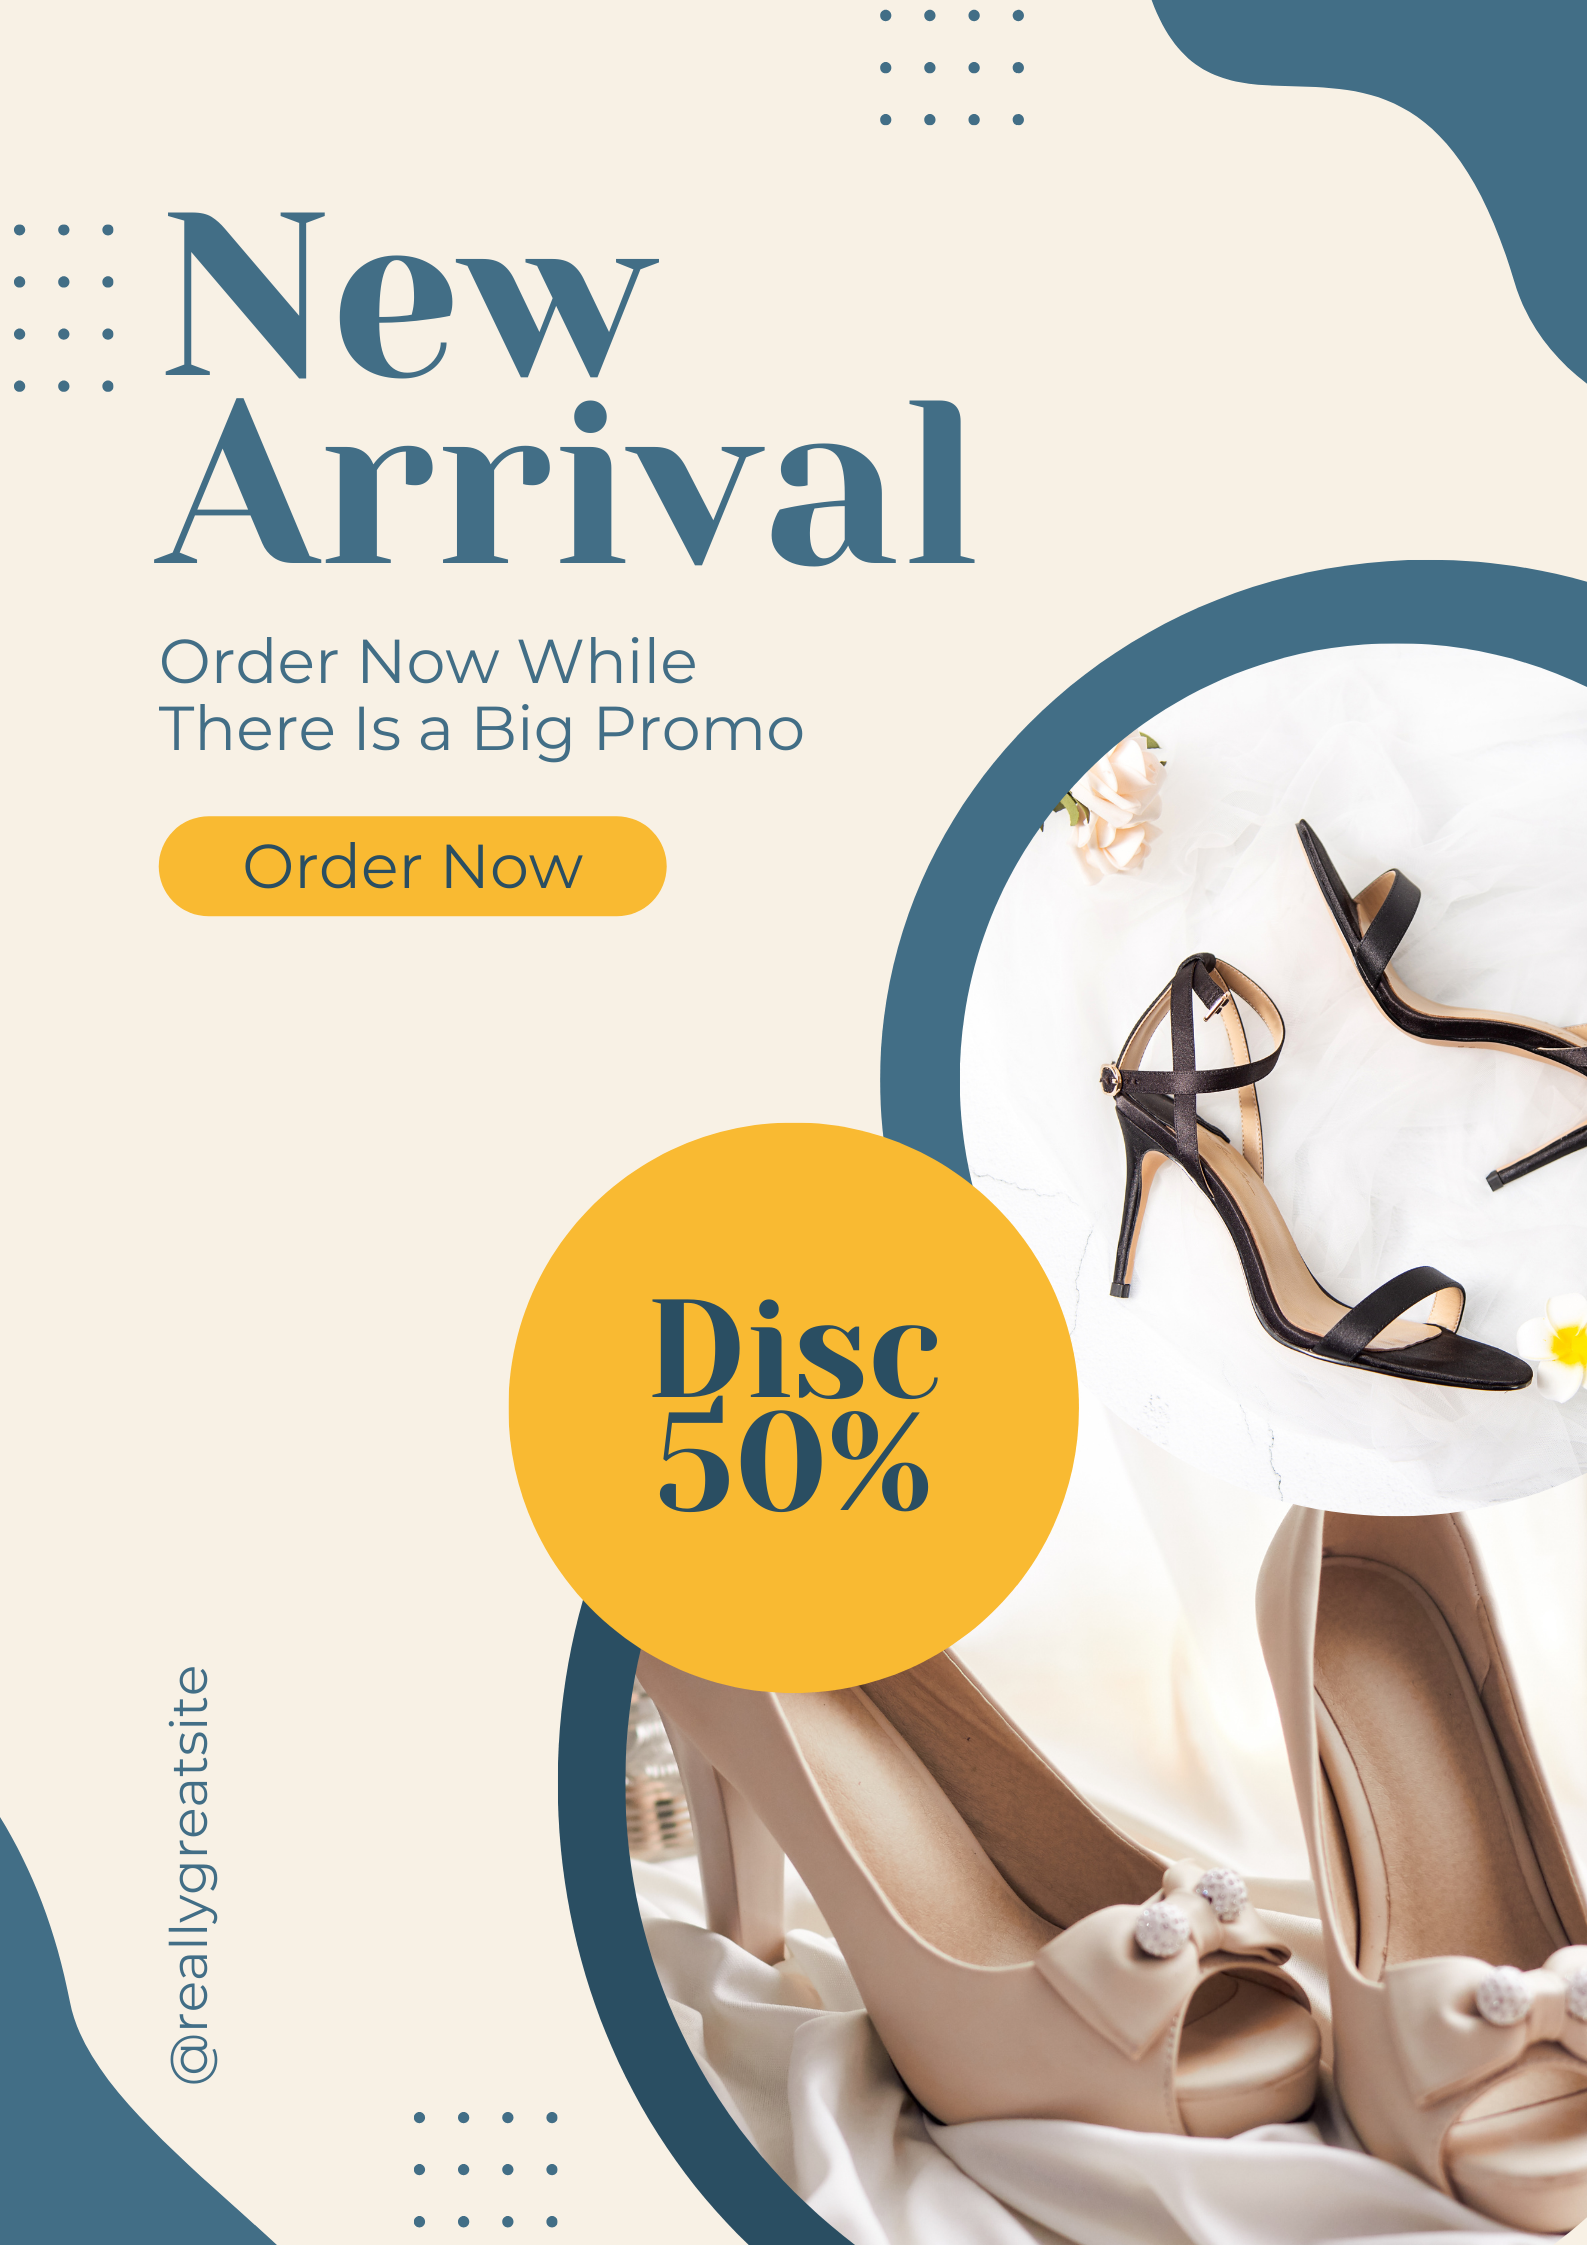 New
Arrival
Order Now While
There Is a Big Promo
Order Now
Disc
50%
@reallygreatsite